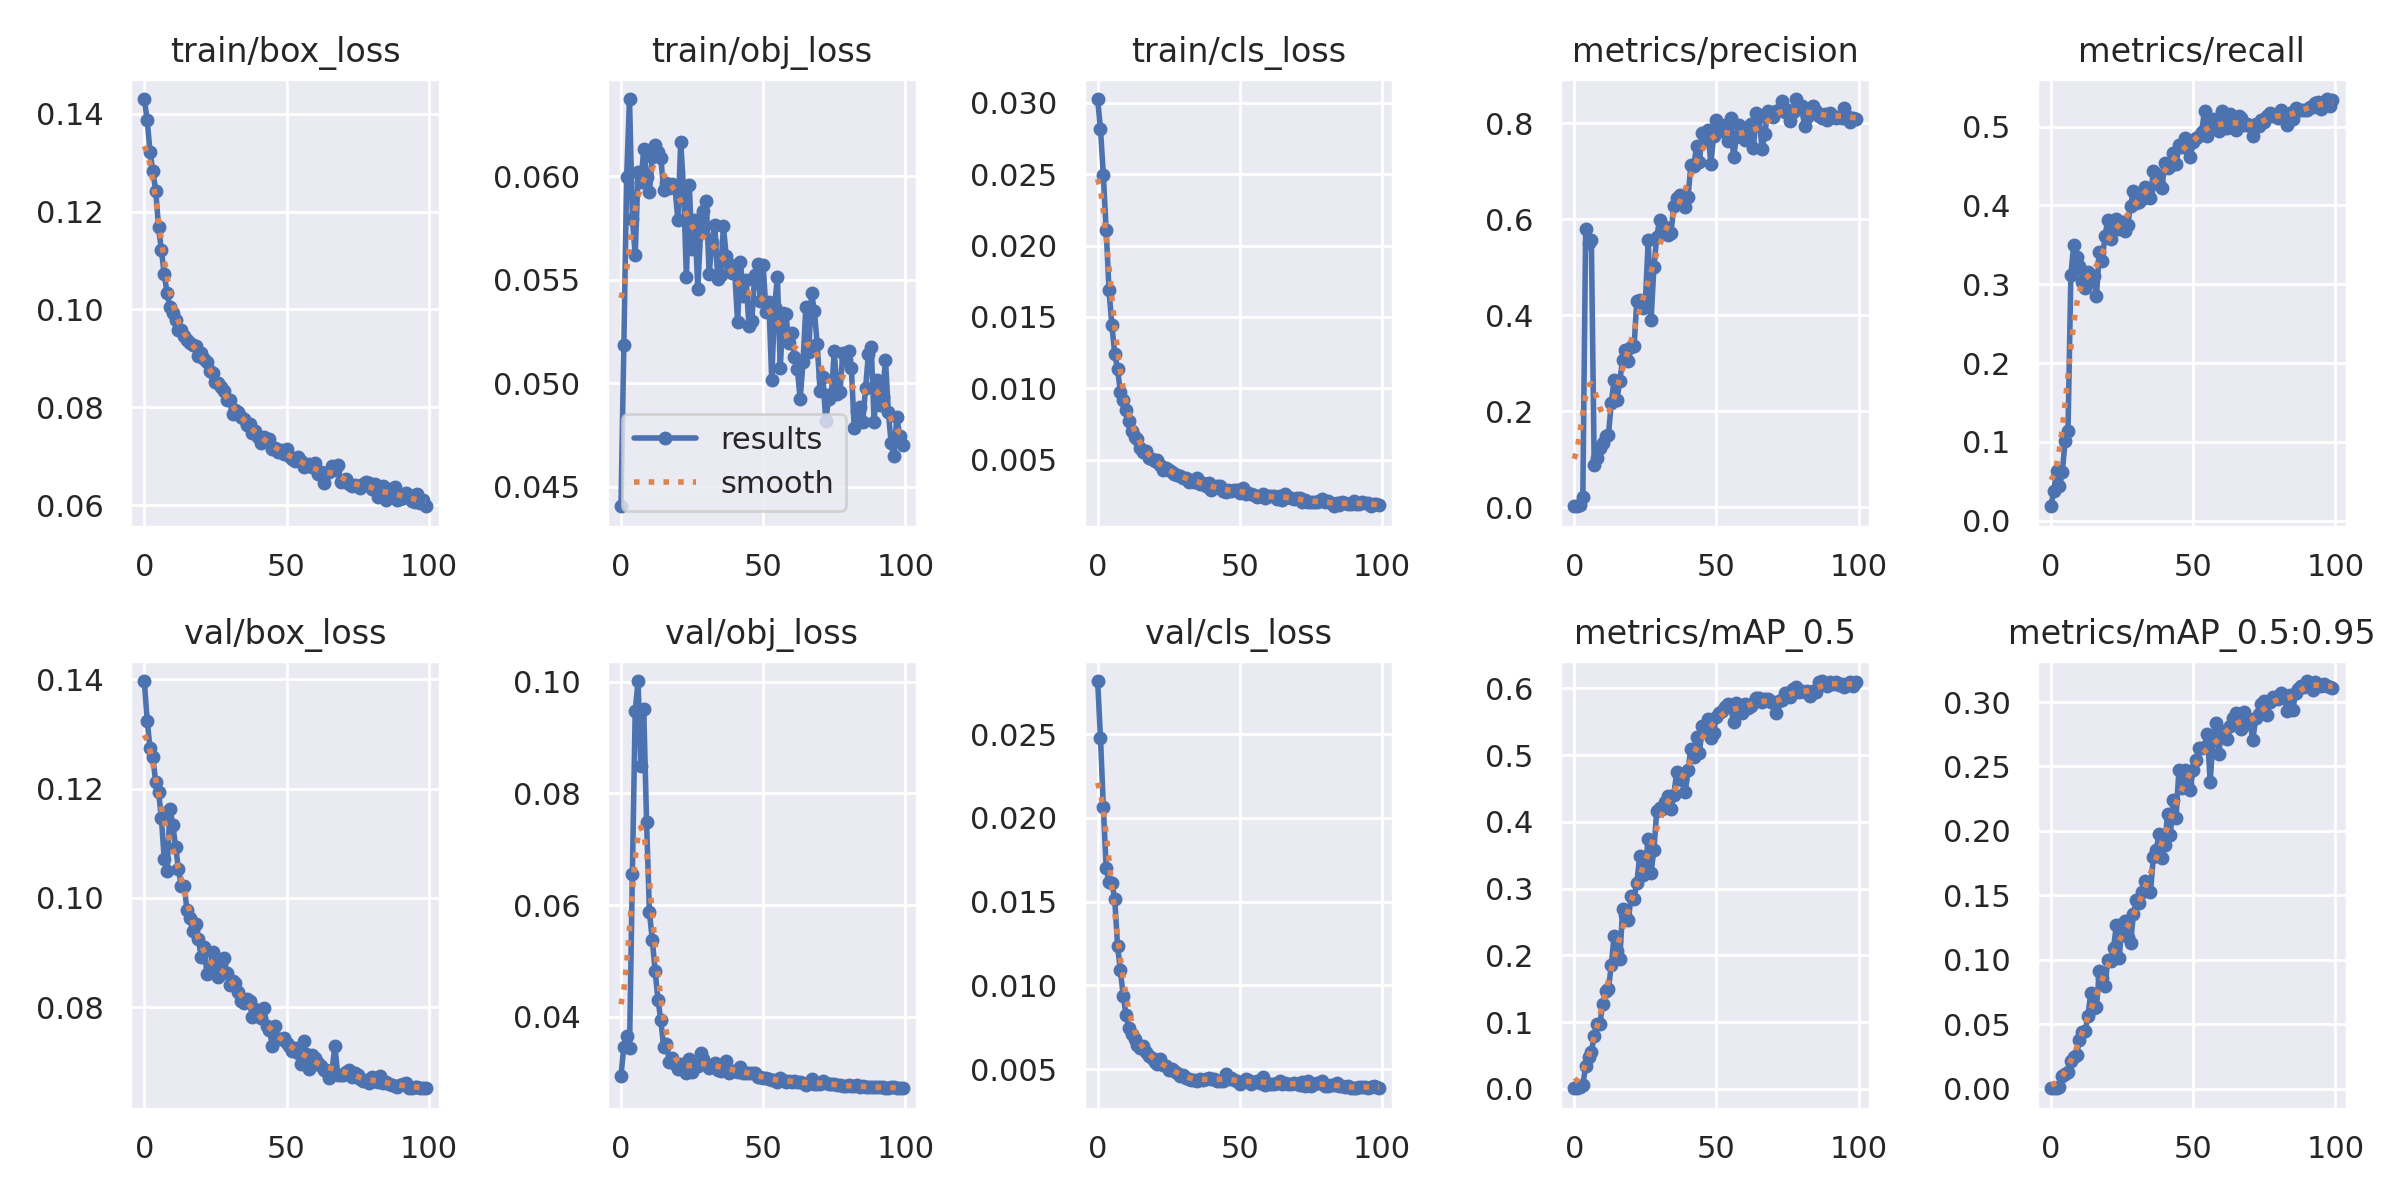 train/box_loss
0.14
0.12
0.10
0.08
0.06
0 50 100
train/obj_loss
0.060
0.055
0.050
0.045
results
smooth
0 50 100
train/cls_loss
0.030
0.025
0.020
0.015
0.010
0.005
0 50 100
metrics/precision
0.8
0.6
0.4
0.2
0.0
0 50 100
metrics/recall
0.5
0.4
0.3
0.2
0.1
0.0
0 50 100
val/box_loss
0.14
0.12
0.10
0.08
0 50 100
val/obj_loss
0.10
0.08
0.06
0.04
0 50 100
val/cls_loss
0.025
0.020
0.015
0.010
0.005
0 50 100
metrics/mAP_0.5
0.6
0.5
0.4
0.3
0.2
0.1
0.0
0 50 100
metrics/mAP_0.5:0.95
0.30
0.25
0.20
0.15
0.10
0.05
0.00
0 50 100